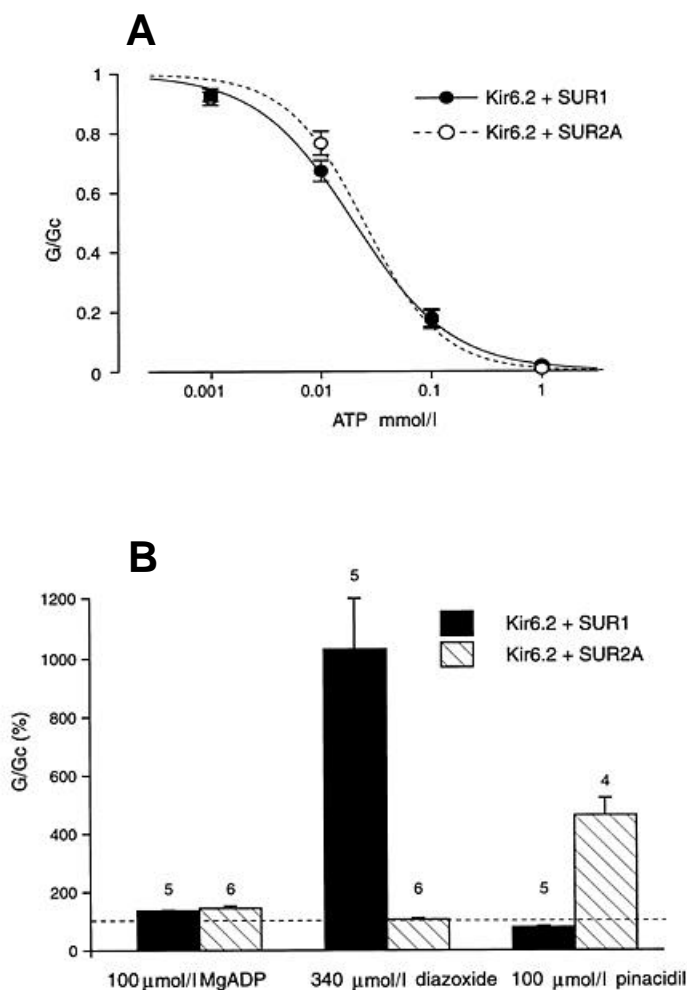 A
1
0.8
0.6
0.4
0.2
0
G/Gc
Kir6.2 + SUR1
Kir6.2 + SUR2A
0.001
0.01
0.1
1
ATP mmol/l
B
1200
1000
800
600
400
200
0
G/Gc (%)
Kir6.2 + SUR1
Kir6.2 + SUR2A
5
6
5
6
5
4
100 μmol/l MgADP
340 μmol/l diazoxide
100 μmol/l pinacidil